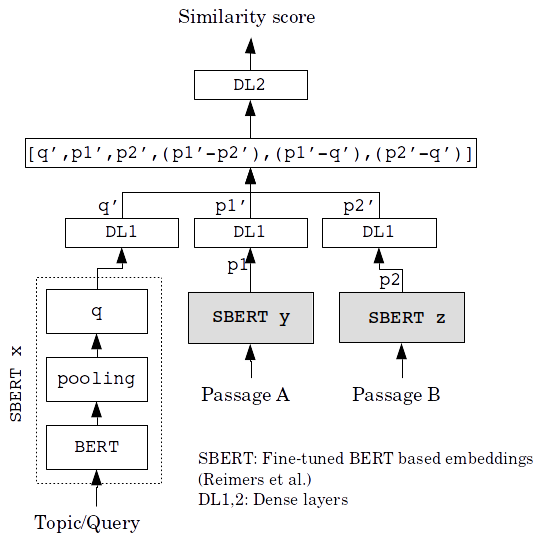 Similarity score
DL2
[q’,p1’,p2’,(p1’-p2’),(p1’-q’),(p2’-q’)]
q’ p1’ p2’
DL1 DL1 DL1
p1 p2
q SBERT y SBERT z
SBERT x
pooling
Passage A Passage B
BERT
SBERT: Fine-tuned BERT based embeddings
(Reimers et al.)
DL1,2: Dense layers
Topic/Query